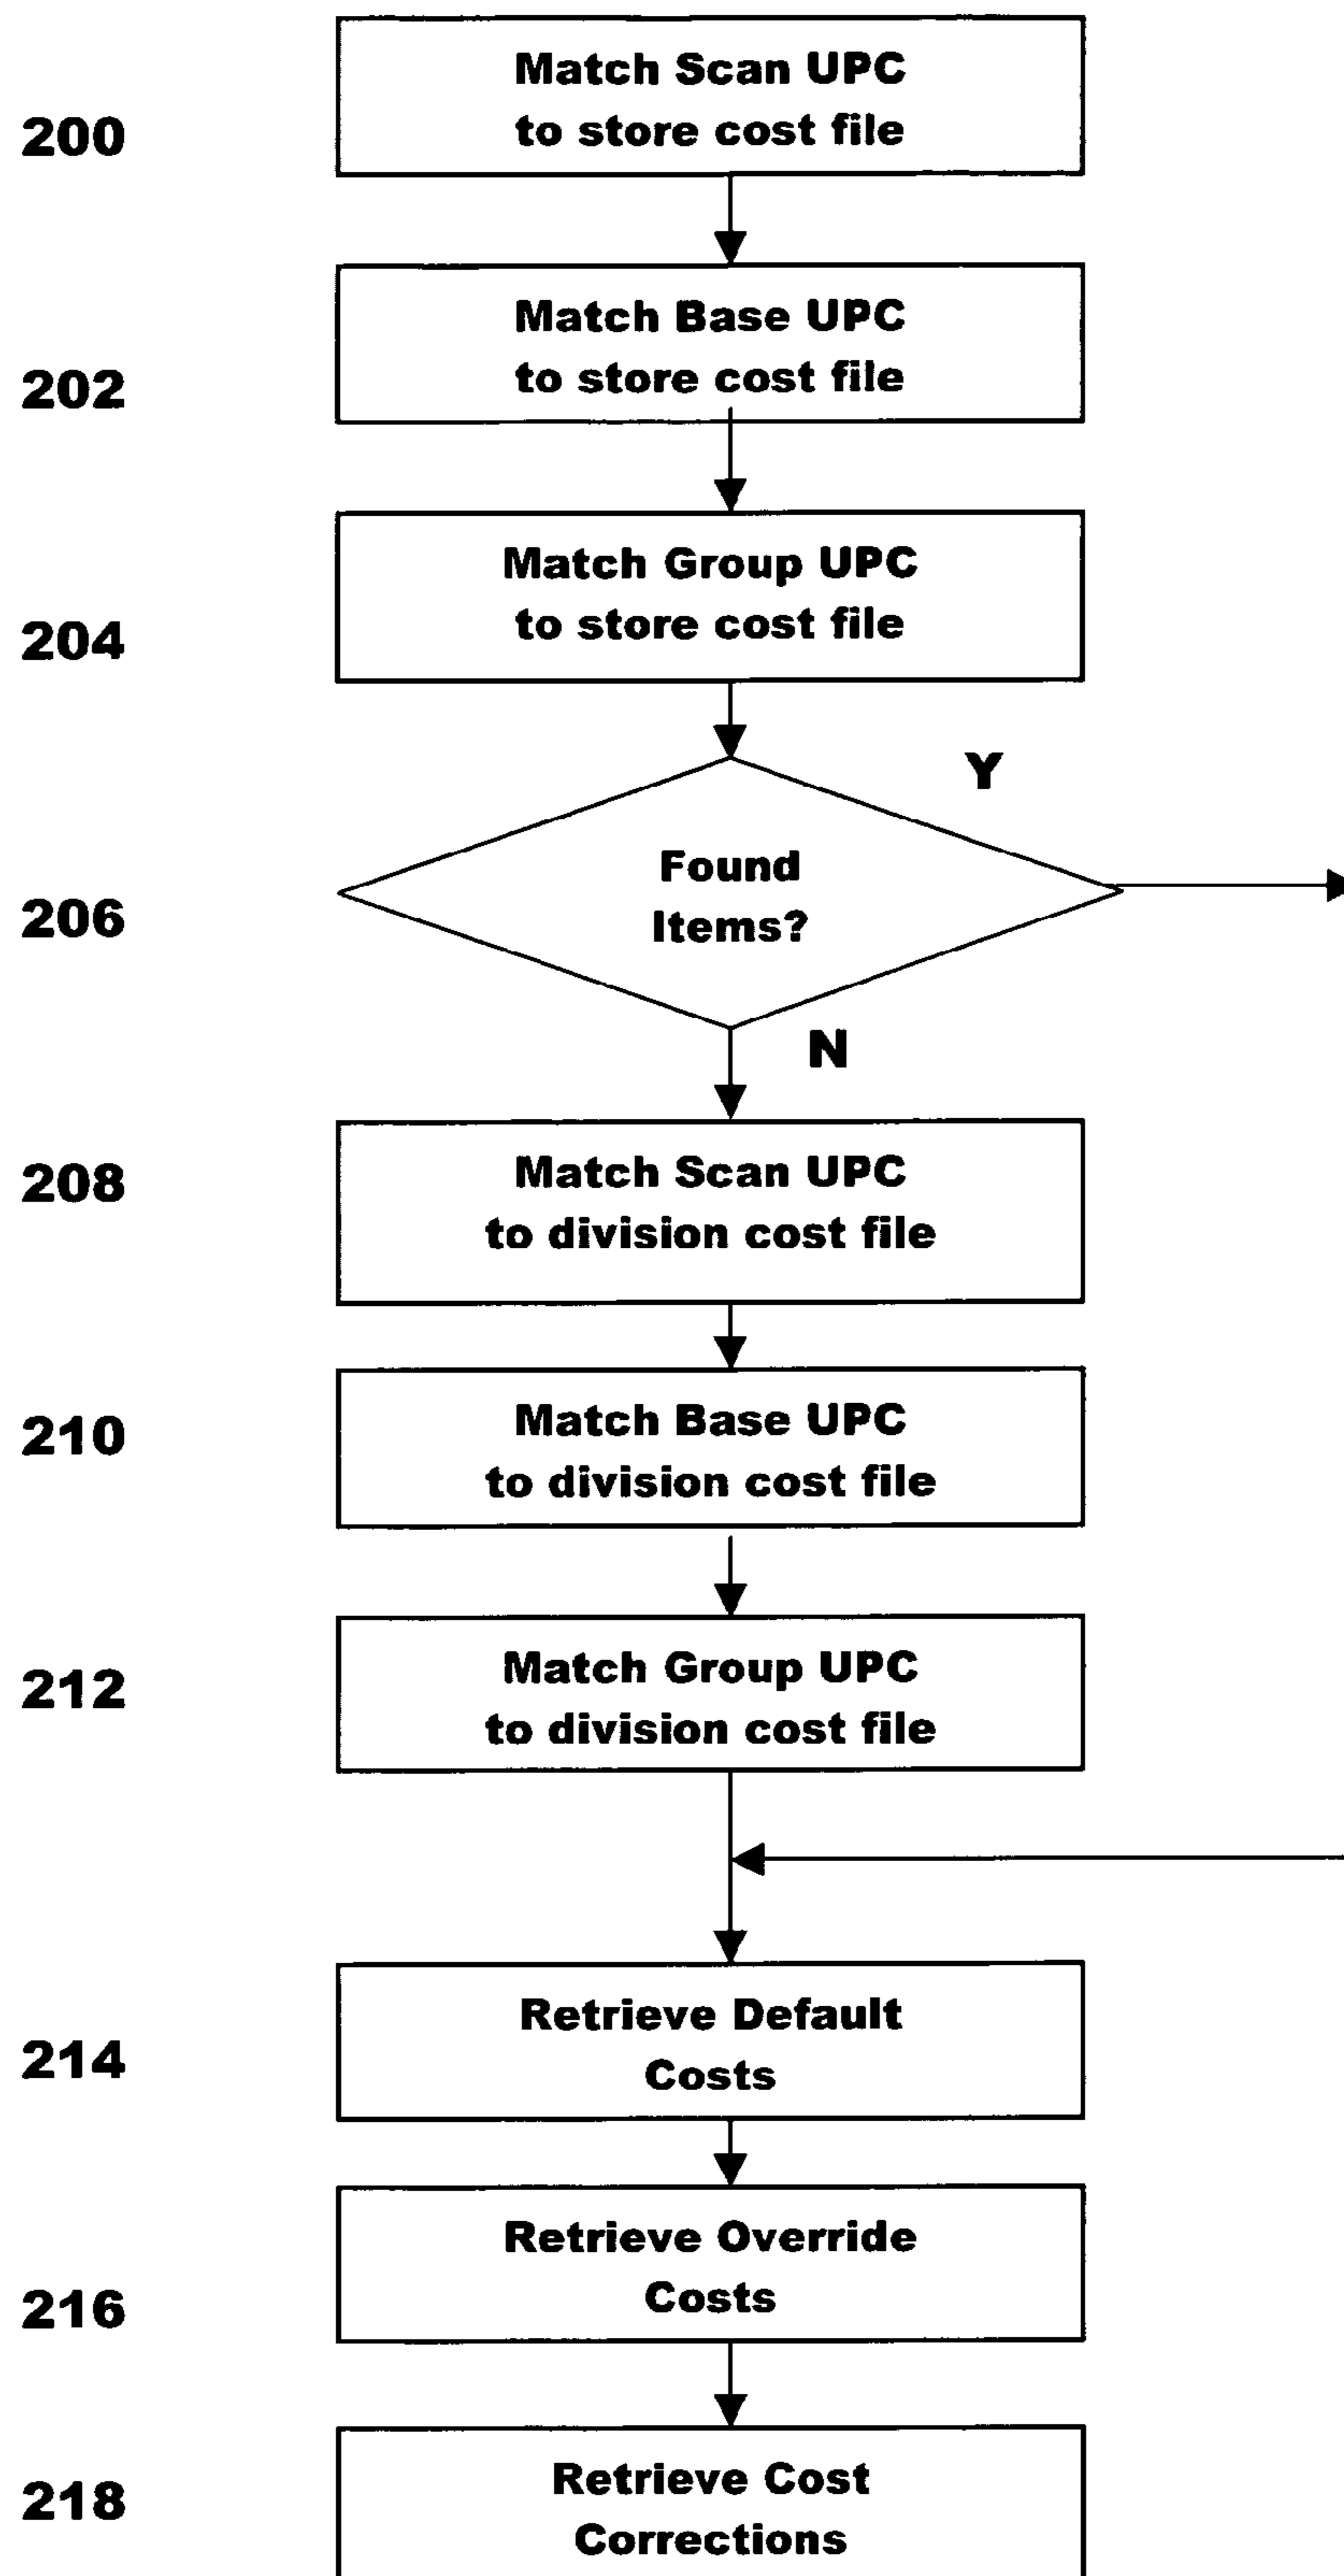 200
Match Scan UPC
to store cost file
202
Match Base UPC
to store cost file
204
Match Group UPC
to store cost file
206
Found
Items?
Y
N
208
Match Scan UPC
to division cost file
210
Match Base UPC
to division cost file
212
Match Group UPC
to division cost file
214
Retrieve Default
Costs
216
Retrieve Override
Costs
218
Retrieve Cost
Corrections